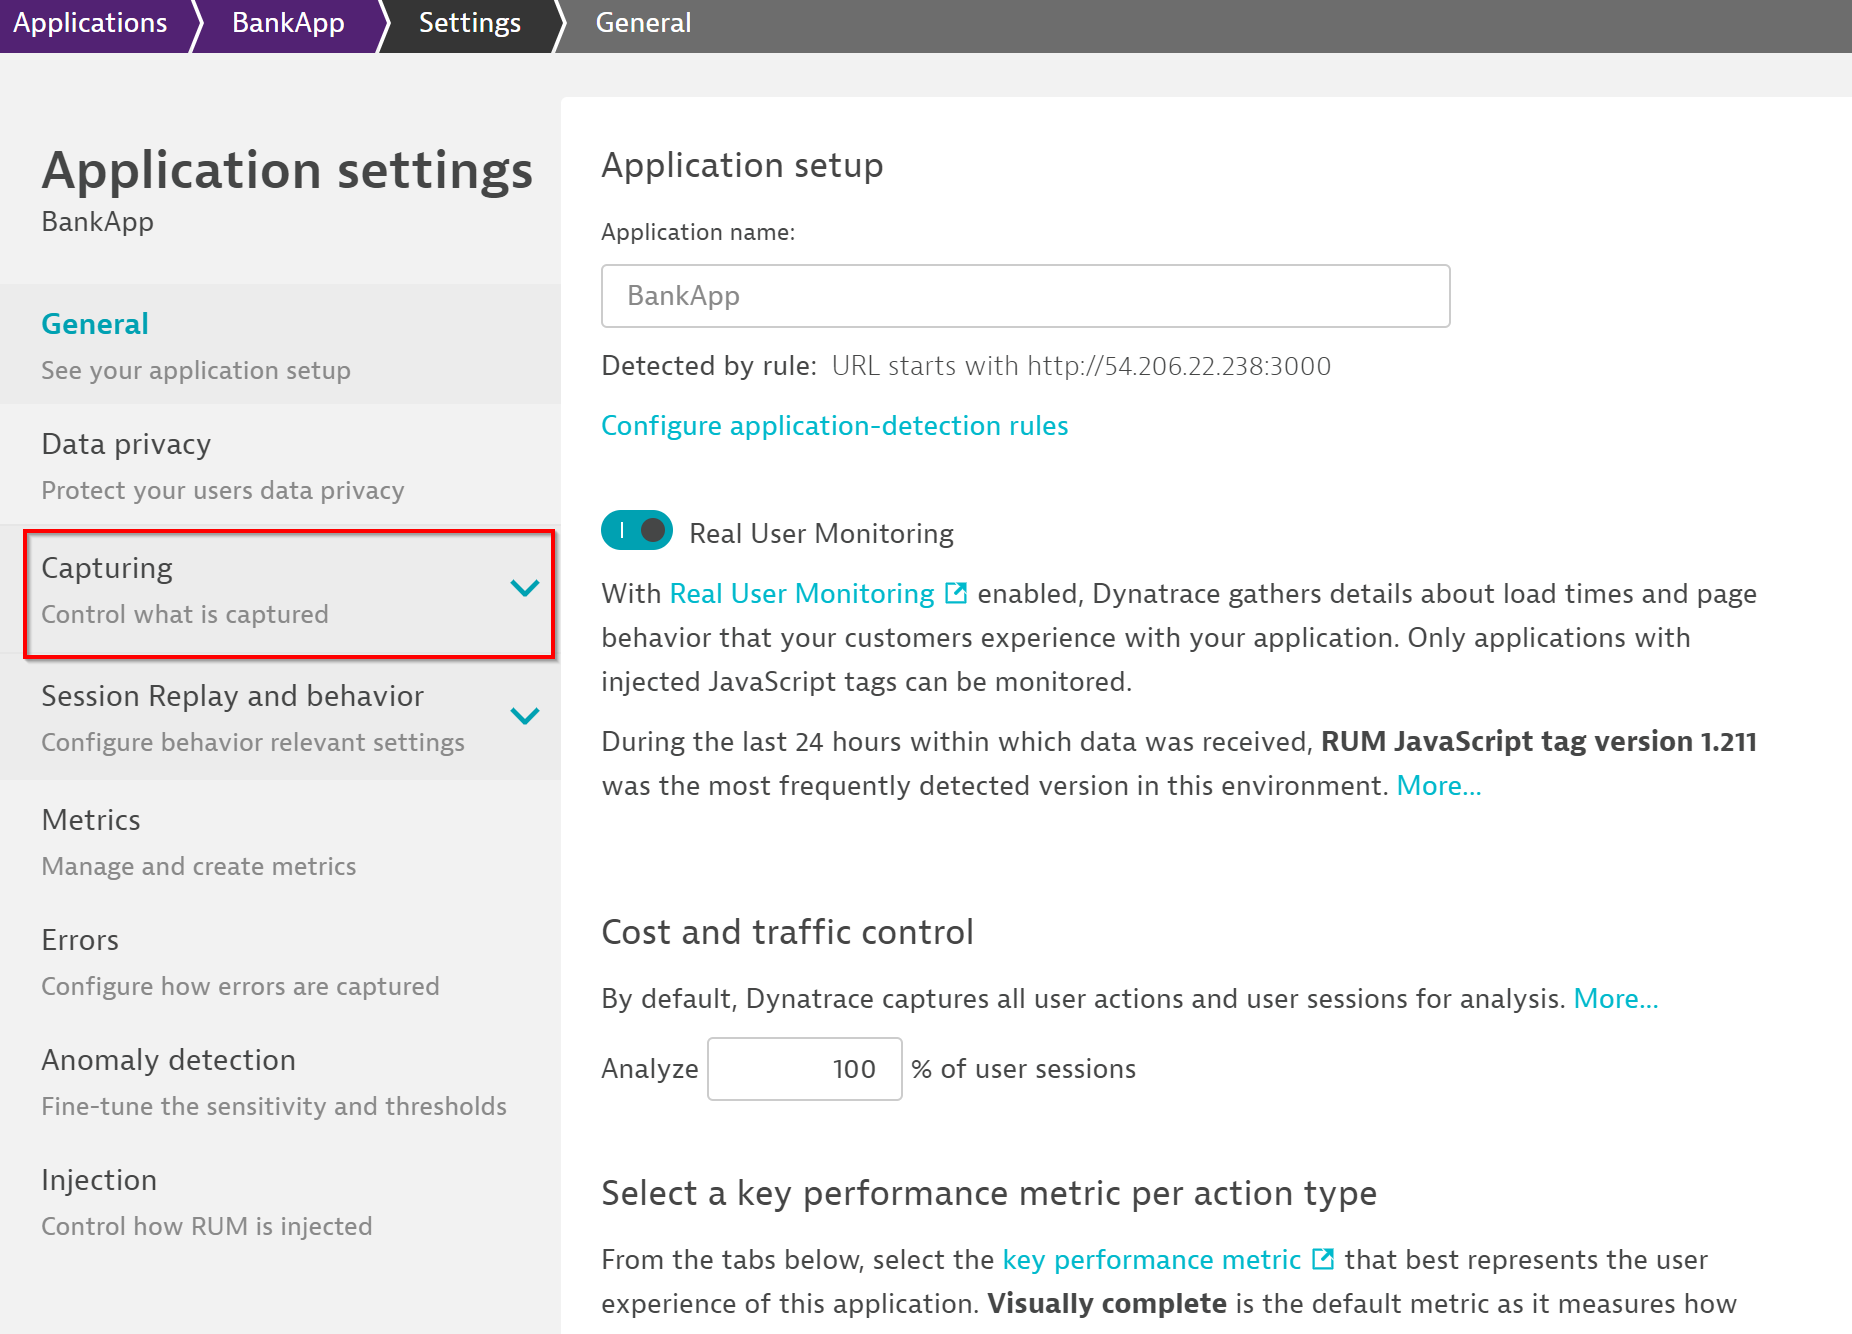 Applications
BankApp
Settings
General
Application settings
BankApp
General
See your application setup
Data privacy
Protect your users data privacy
Capturing
Control what is captured
Session Replay and behavior
Configure behavior relevant settings
Metrics
Manage and create metrics
Errors
Configure how errors are captured
Anomaly detection
Fine-tune the sensitivity and thresholds
Injection
Control how RUM is injected
Application setup
Application name:
BankApp
Detected by rule: URL starts with http://54.206.22.238:3000
Configure application-detection rules
Real User Monitoring
With Real User Monitoring enabled, Dynatrace gathers details about load times and page
behavior that your customers experience with your application. Only applications with
injected JavaScript tags can be monitored.
During the last 24 hours within which data was received, RUM JavaScript tag version 1.211
was the most frequently detected version in this environment. More...
Cost and traffic control
By default, Dynatrace captures all user actions and user sessions for analysis. More...
Analyze 100 % of user sessions
Select a key performance metric per action type
From the tabs below, select the key performance metric that best represents the user
experience of this application. Visually complete is the default metric as it measures how